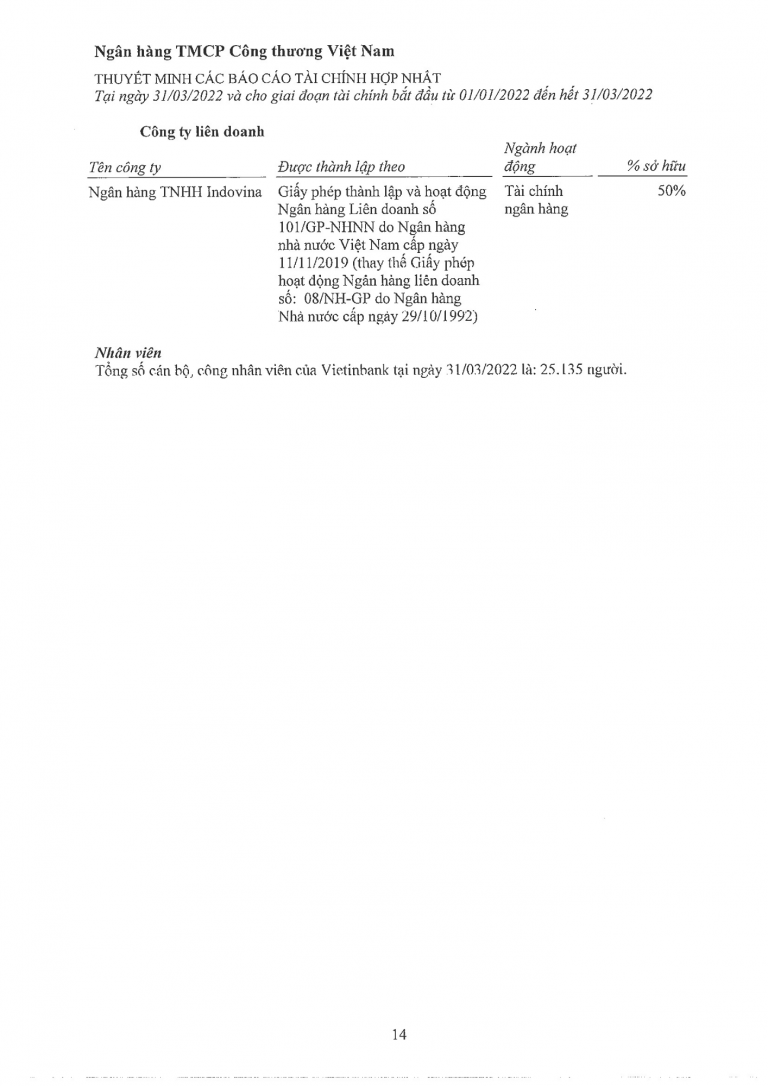 Ngân hàng TMCP Công thương Việt Nam
THUYẾT MINH CÁC BÁO CÁO TÀI CHÍNH HỢP NHẤT
Tại ngày 31/03/2022 và cho giai đoạn tài chính bắt đầu từ 01/01/2022 đến hết 31/03/2022
Công ty liên doanh
Tên công ty Được thành lập theo Ngành hoạt động % sở hữu
Ngân hàng TNHH Indovina Giấy phép thành lập và hoạt động Tài chính 50%
Ngân hàng Liên doanh số ngân hàng
101/GP-NHNN do Ngân hàng
nhà nước Việt Nam cấp ngày
11/11/2019 (thay thế Giấy phép
hoạt động Ngân hàng liên doanh
số: 08/NH-GP do Ngân hàng
Nhà nước cấp ngày 29/10/1992)
Nhân viên
Tổng số cán bộ, công nhân viên của Vietinbank tại ngày 31/03/2022 là: 25.135 người.
14